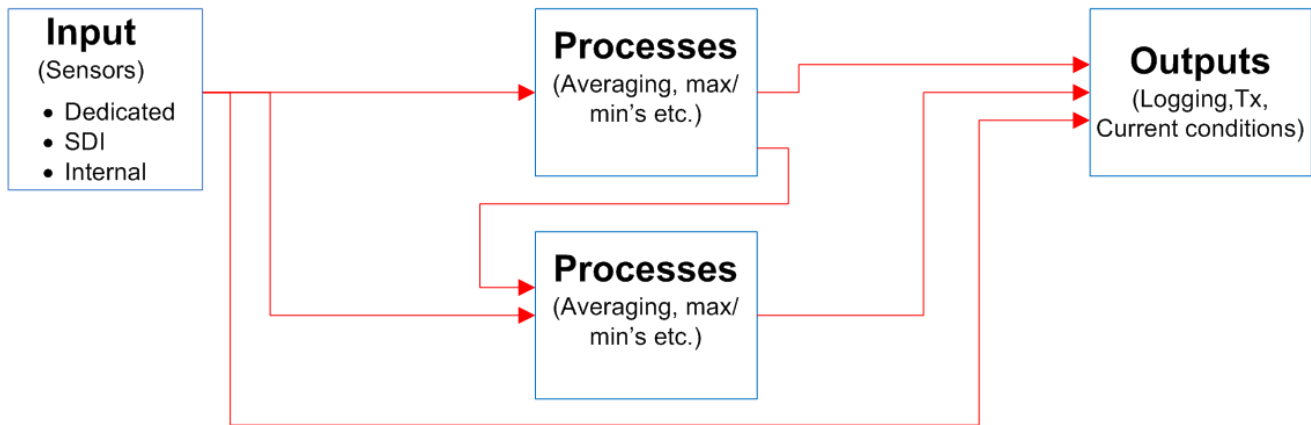 Input
(Sensors)
• Dedicated
• SDI
• Internal
Processes
(Averaging, max/
min’s etc.)
Processes
(Averaging, max/
min’s etc.)
Outputs
(Logging,Tx,
Current conditions)